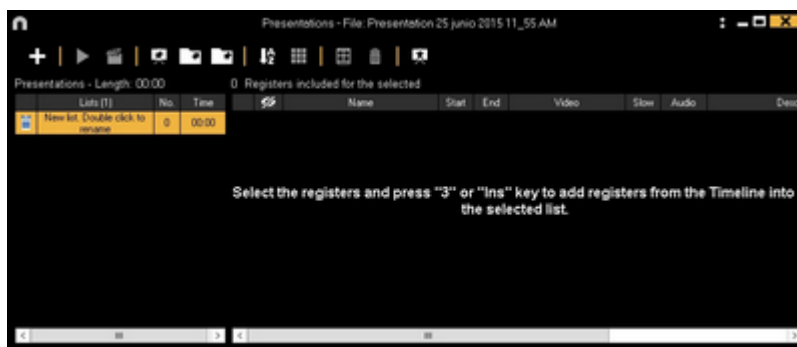 Presentations - File: Presentation 25 junio 2015 11_55 AM
Presentations - Length: 00:00
0 Registers included for the selected
Lists (1) No. Time
Name Start End Video Slow Audio Desc
New list. Double click to
rename
0 00:00
Select the registers and press "3" or "Ins" key to add registers from the Timeline into
the selected list.